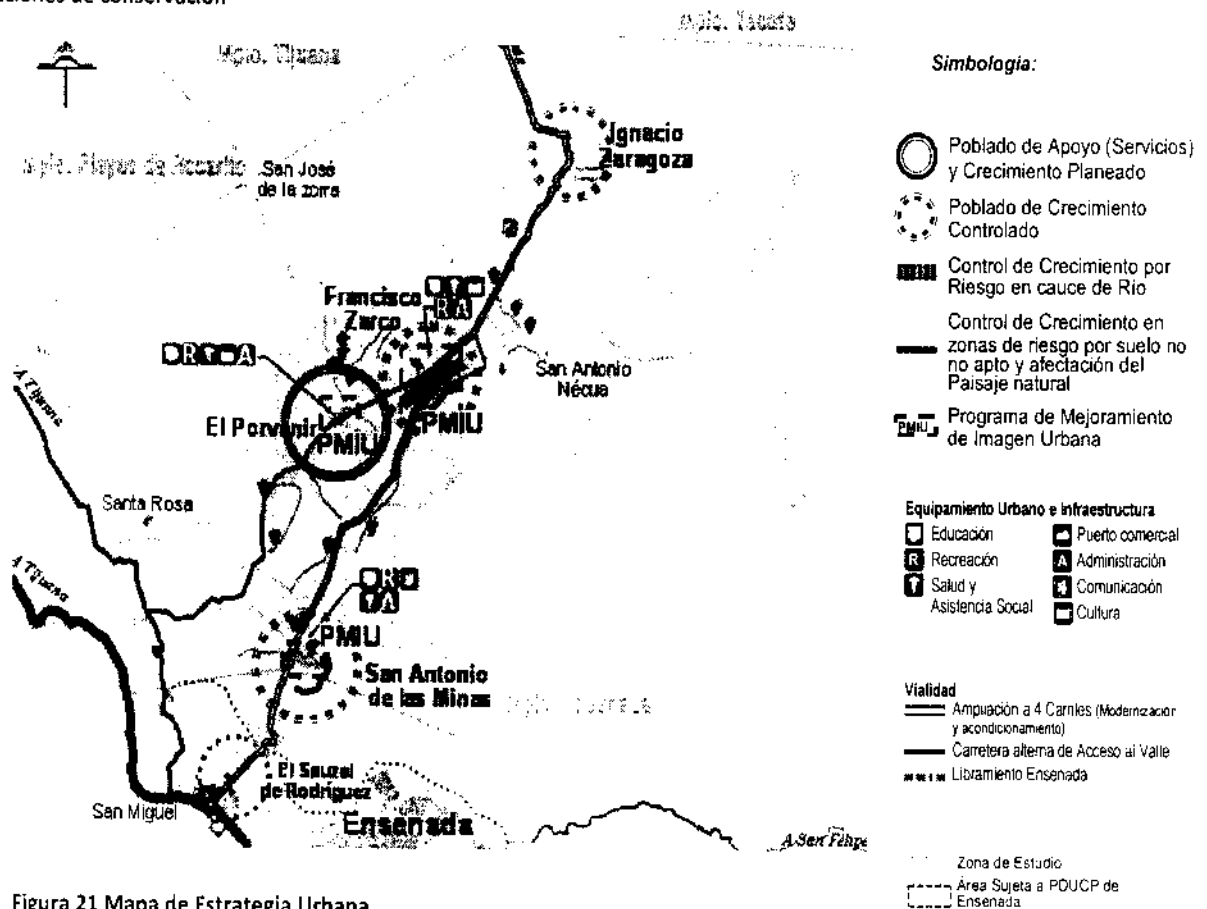 Mpio. Tijuana
Simbología:
Ignacio
Zaragoza
San José
de la zorra
Poblado de Apoyo (Servicios)
y Crecimiento Planeado
Poblado de Crecimiento
Controlado
Control de Crecimiento por
Riesgo en cauce de Río
Control de Crecimiento en
zonas de riesgo por suelo no
no apto y afectación del
Paisaje natural
PMIU
Programa de Mejoramiento
de Imagen Urbana
Francisco
Zarco
R A
R A
San Antonio
Nécua
El Porvenir
PMIU
PMIU
A Tijuana
Santa Rosa
A Tijuana
R
A
PMIU
San Antonio
de las Minas
El Sauzal
de Rodríguez
San Miguel
Ensenada
A San Felipe
Equipamiento Urbano e Infraestructura
Educación
R Recreación
Salud y
Asistencia Social
Puerto comercial
A Administración
Comunicación
Cultura
Vialidad
Ampliación a 4 Carriles (Modernización
y acondicionamiento)
Carretera alterna de Acceso al Valle
Libramiento Ensenada
Zona de Estudio
Área Sujeta a PDUCP de
Ensenada
Figura 21 Mapa de Estrategia Urbana